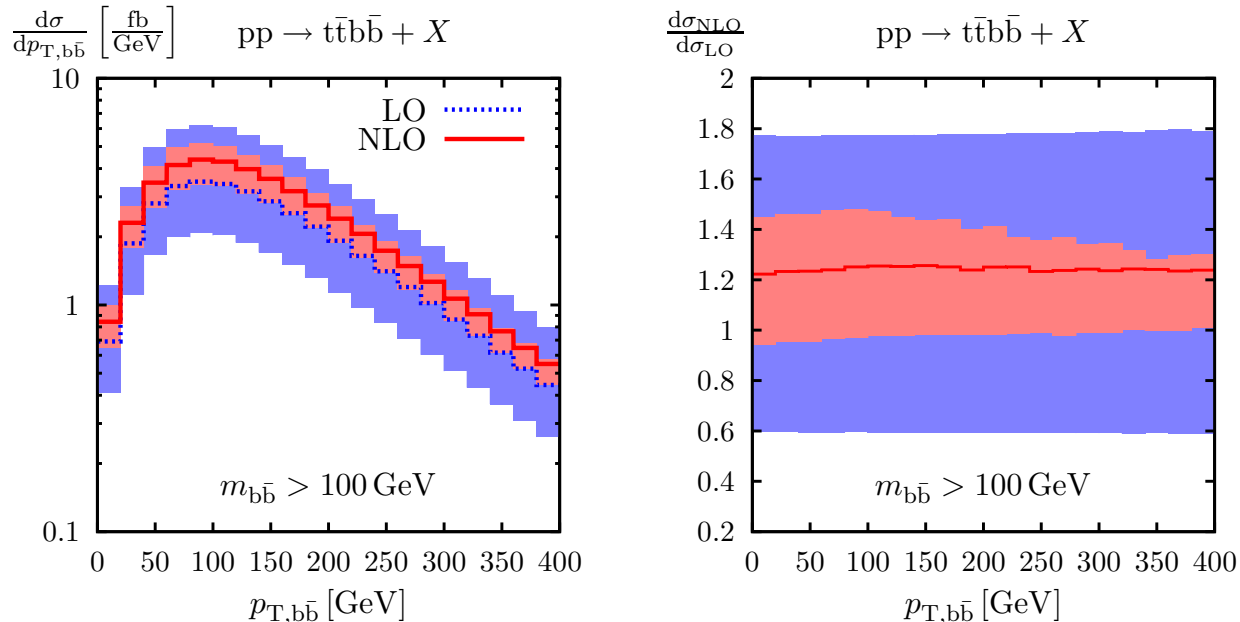 dσ/dp_T,bb̄ [fb/GeV] pp → tt̄bb̄ + X
10
1
0.1
LO
NLO
m_bb̄ > 100 GeV
0 50 100 150 200 250 300 350 400
p_T,bb̄ [GeV]
dσ_NLO/dσ_LO pp → tt̄bb̄ + X
2
1.8
1.6
1.4
1.2
1
0.8
0.6
0.4
0.2
m_bb̄ > 100 GeV
0 50 100 150 200 250 300 350 400
p_T,bb̄ [GeV]